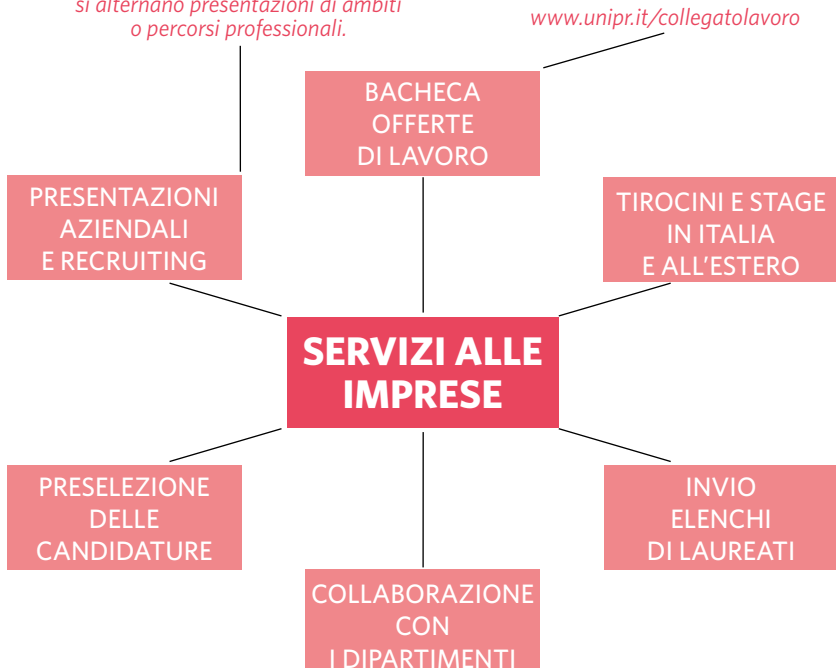 si alternano presentazioni di ambiti
o percorsi professionali.
www.unipr.it/collegatolavoro
BACHECA
OFFERTE
DI LAVORO
PRESENTAZIONI
AZIENDALI
E RECRUITING
TIROCINI E STAGE
IN ITALIA
E ALL'ESTERO
SERVIZI ALLE
IMPRESE
PRESELEZIONE
DELLE
CANDIDATURE
INVIO
ELENCHI
DI LAUREATI
COLLABORAZIONE
CON
I DIPARTIMENTI